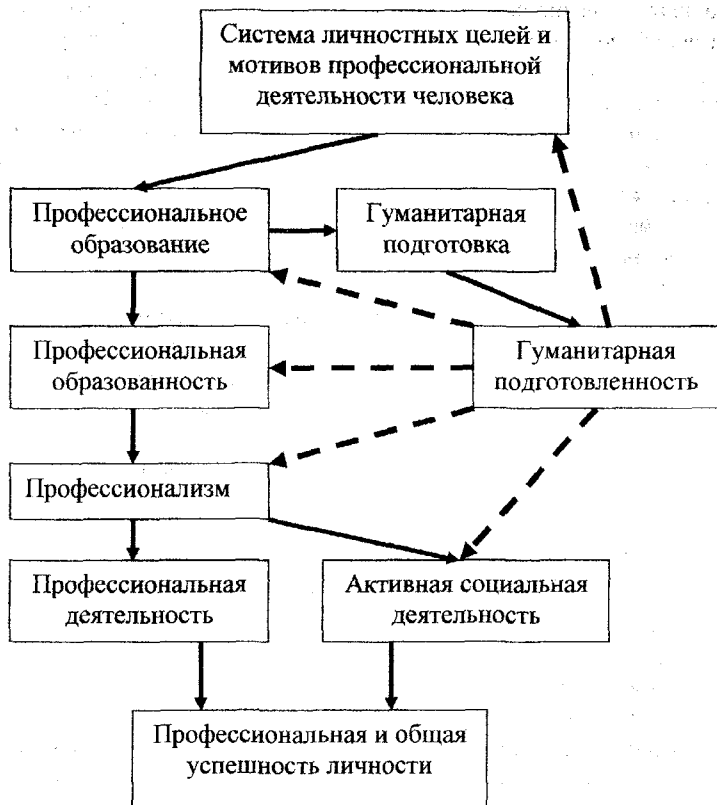 Система личностных целей и
мотивов профессиональной
деятельности человека
Профессиональное
образование
Гуманитарная
подготовка
Профессиональная
образованность
Гуманитарная
подготовленность
Профессионализм
Профессиональная
деятельность
Активная социальная
деятельность
Профессиональная и общая
успешность личности